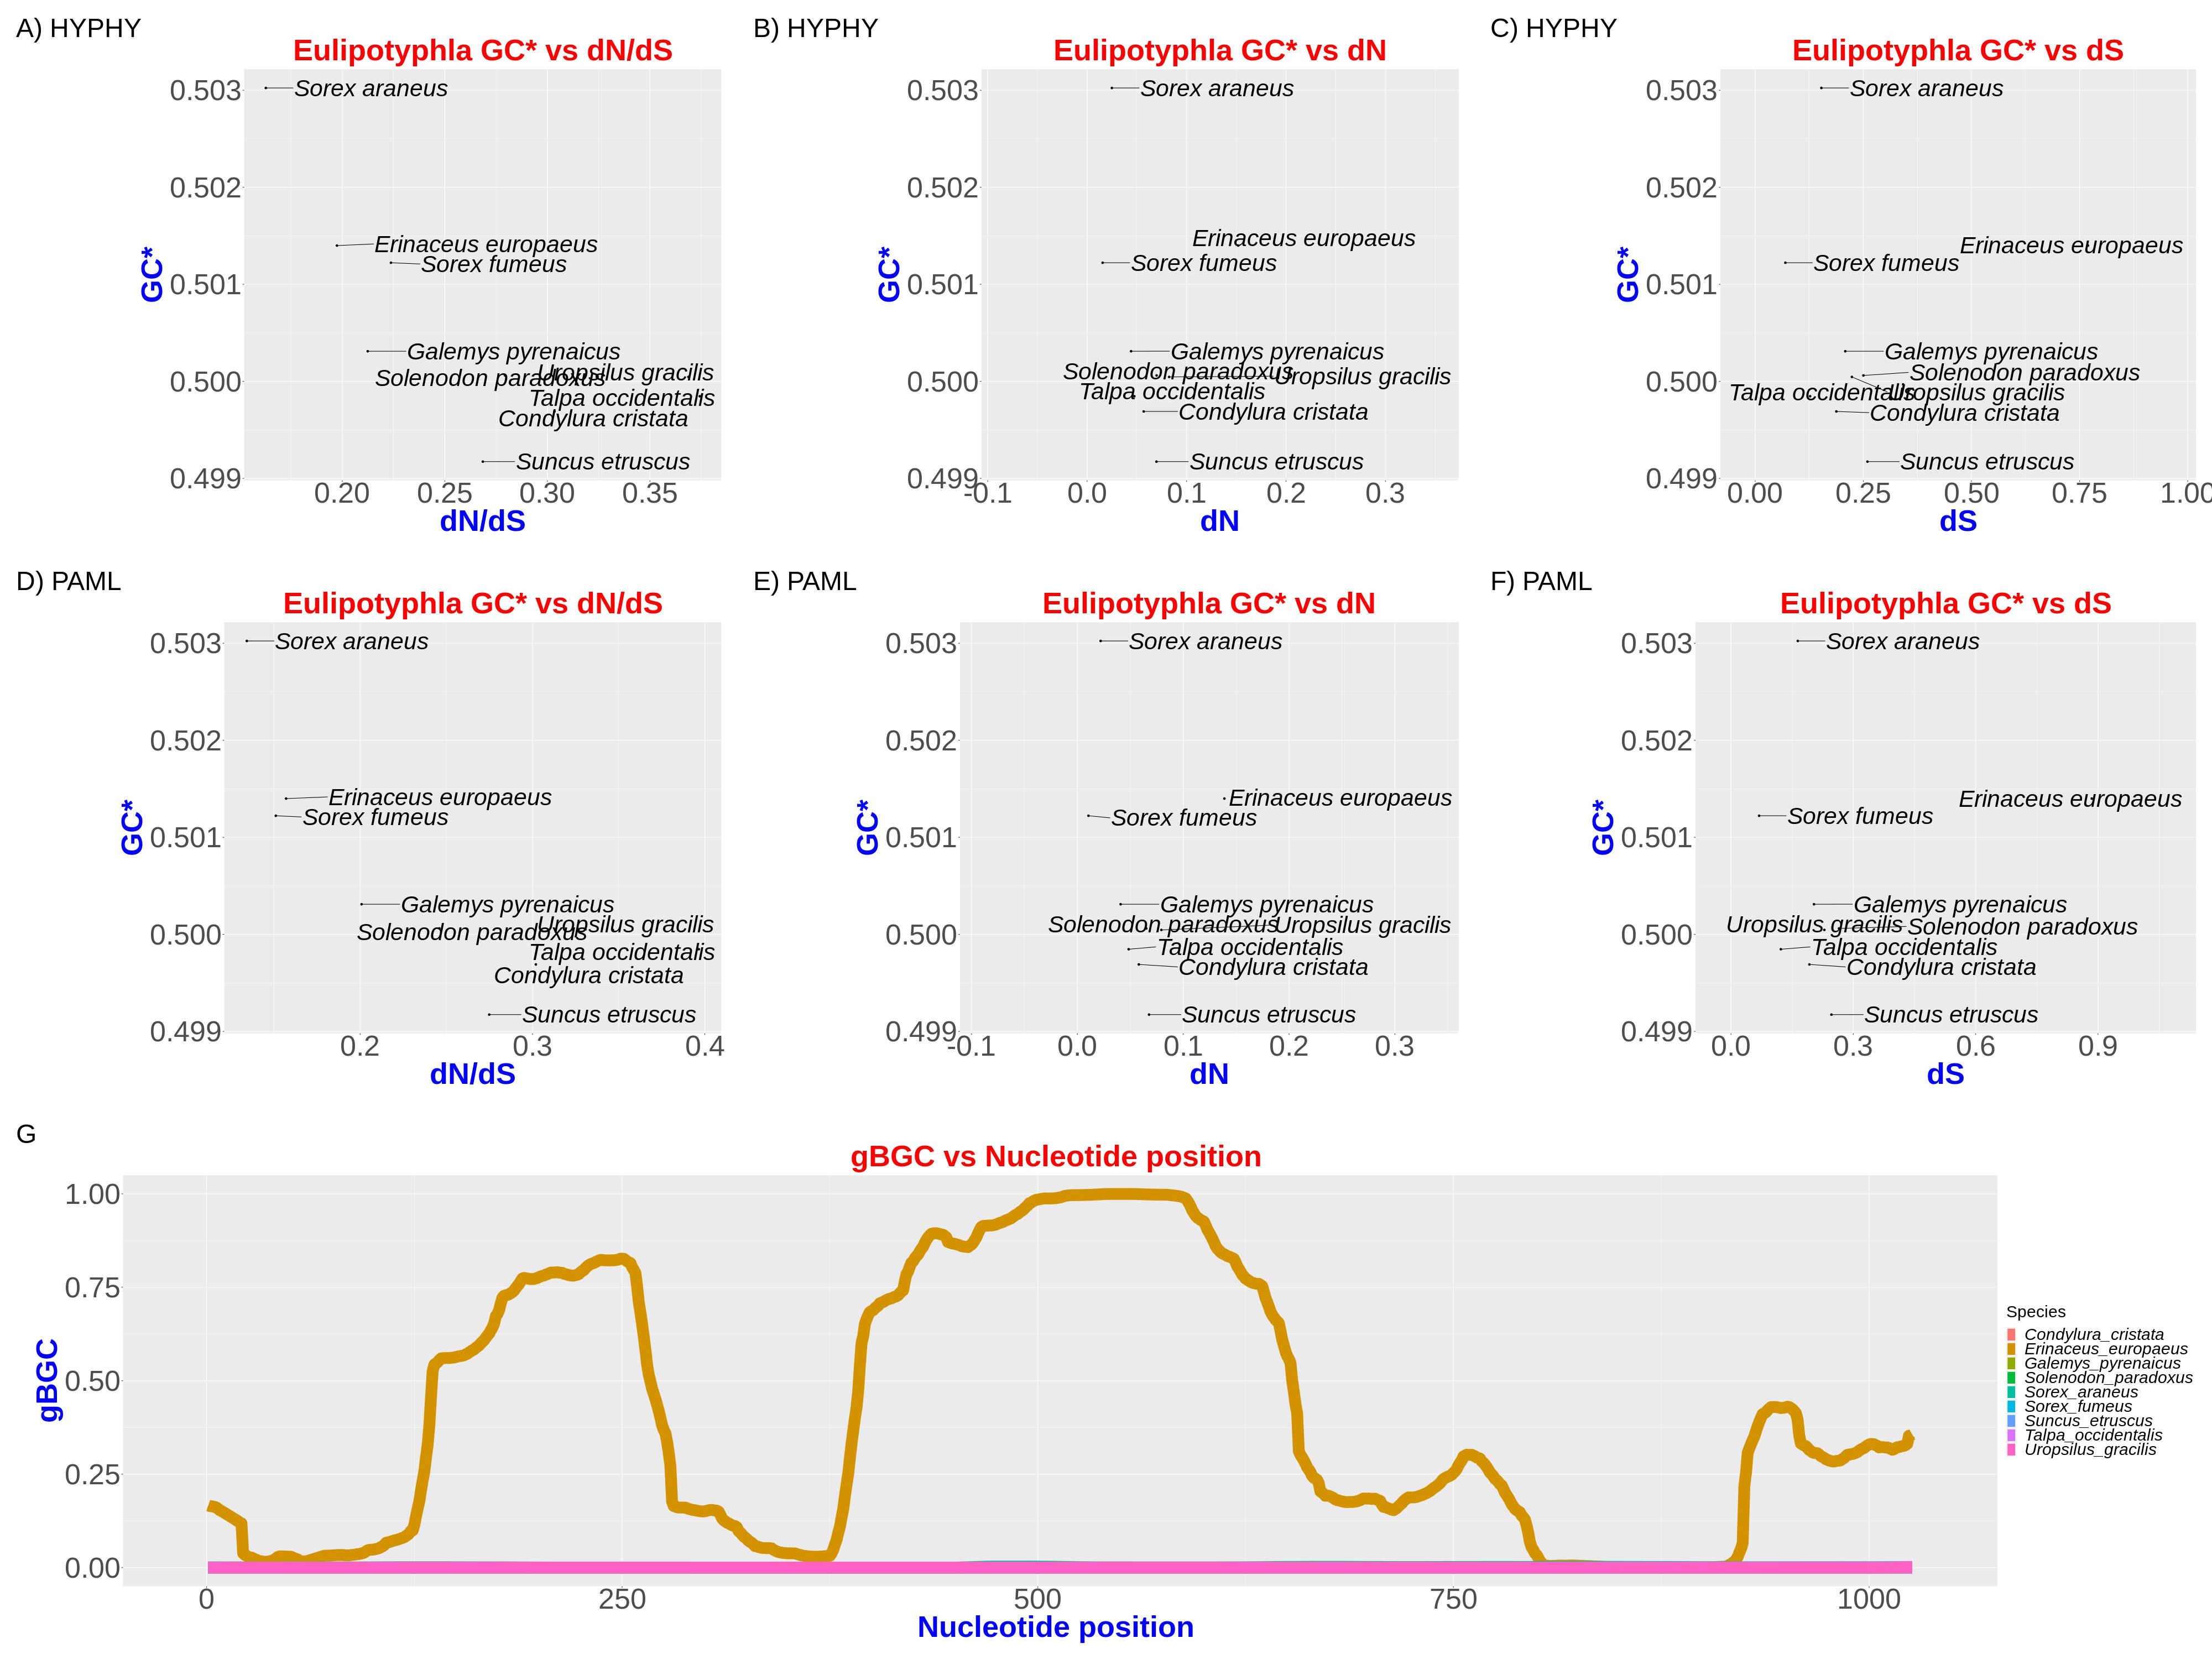 A) HYPHY
Eulipotyphla GC* vs dN/dS
GC*
0.503
0.502
0.501
0.500
0.499
Sorex araneus
Erinaceus europaeus
Sorex fumeus
Galemys pyrenaicus
Uropsilus gracilis
Solenodon paradoxus
Talpa occidentalis
Condylura cristata
Suncus etruscus
0.20 0.25 0.30 0.35
dN/dS
B) HYPHY
Eulipotyphla GC* vs dN
GC*
0.503
0.502
0.501
0.500
0.499
Sorex araneus
Erinaceus europaeus
Sorex fumeus
Galemys pyrenaicus
Solenodon paradoxus
Uropsilus gracilis
Talpa occidentalis
Condylura cristata
Suncus etruscus
-0.1 0.0 0.1 0.2 0.3
dN
C) HYPHY
Eulipotyphla GC* vs dS
GC*
0.503
0.502
0.501
0.500
0.499
Sorex araneus
Erinaceus europaeus
Sorex fumeus
Galemys pyrenaicus
Solenodon paradoxus
Talpa occidentalis
Uropsilus gracilis
Condylura cristata
Suncus etruscus
0.00 0.25 0.50 0.75 1.00
dS
D) PAML
Eulipotyphla GC* vs dN/dS
GC*
0.503
0.502
0.501
0.500
0.499
Sorex araneus
Erinaceus europaeus
Sorex fumeus
Galemys pyrenaicus
Uropsilus gracilis
Solenodon paradoxus
Talpa occidentalis
Condylura cristata
Suncus etruscus
0.2 0.3 0.4
dN/dS
E) PAML
Eulipotyphla GC* vs dN
GC*
0.503
0.502
0.501
0.500
0.499
Sorex araneus
Erinaceus europaeus
Sorex fumeus
Galemys pyrenaicus
Solenodon paradoxus
Uropsilus gracilis
Talpa occidentalis
Condylura cristata
Suncus etruscus
-0.1 0.0 0.1 0.2 0.3
dN
F) PAML
Eulipotyphla GC* vs dS
GC*
0.503
0.502
0.501
0.500
0.499
Sorex araneus
Erinaceus europaeus
Sorex fumeus
Galemys pyrenaicus
Uropsilus gracilis
Solenodon paradoxus
Talpa occidentalis
Condylura cristata
Suncus etruscus
0.0 0.3 0.6 0.9
dS
G
gBGC vs Nucleotide position
gBGC
1.00
0.75
0.50
0.25
0.00
0 250 500 750 1000
Nucleotide position
Species
Condylura_cristata
Erinaceus_europaeus
Galemys_pyrenaicus
Solenodon_paradoxus
Sorex_araneus
Sorex_fumeus
Suncus_etruscus
Talpa_occidentalis
Uropsilus_gracilis